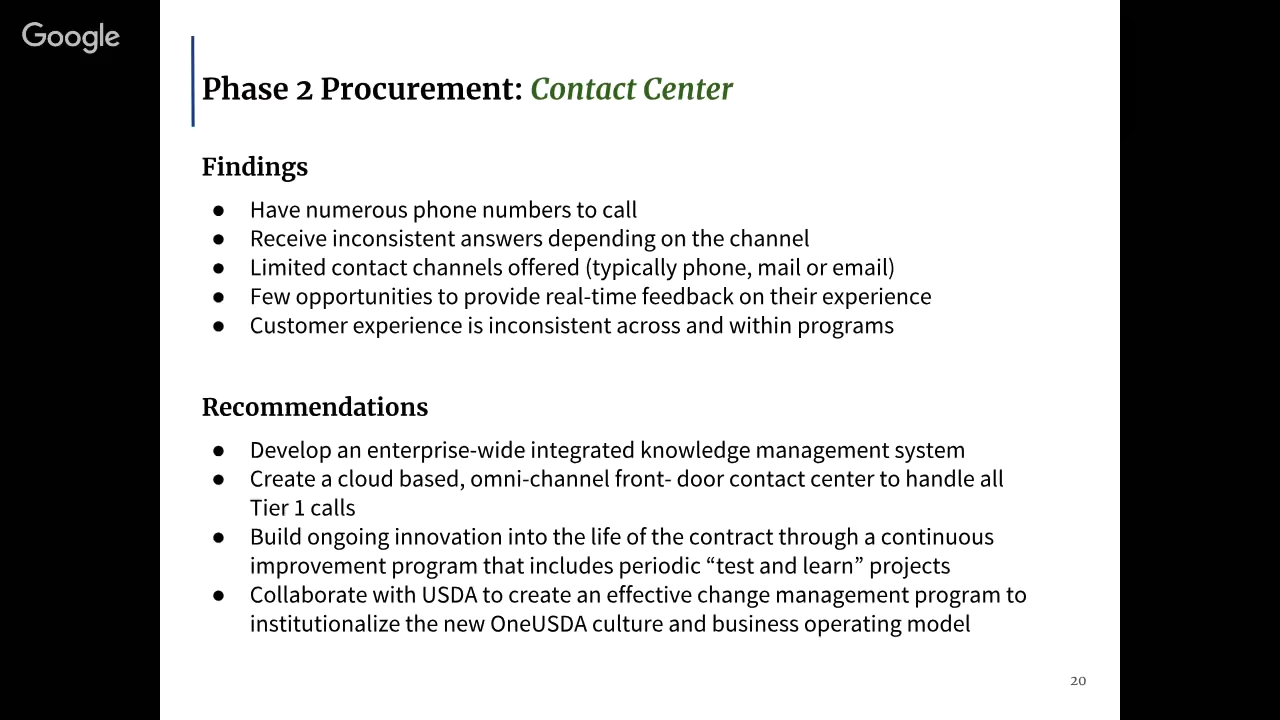 Google
Phase 2 Procurement: Contact Center
Findings
● Have numerous phone numbers to call
● Receive inconsistent answers depending on the channel
● Limited contact channels offered (typically phone, mail or email)
● Few opportunities to provide real-time feedback on their experience
● Customer experience is inconsistent across and within programs
Recommendations
● Develop an enterprise-wide integrated knowledge management system
● Create a cloud based, omni-channel front- door contact center to handle all
Tier 1 calls
● Build ongoing innovation into the life of the contract through a continuous
improvement program that includes periodic “test and learn” projects
● Collaborate with USDA to create an effective change management program to
institutionalize the new OneUSDA culture and business operating model
20